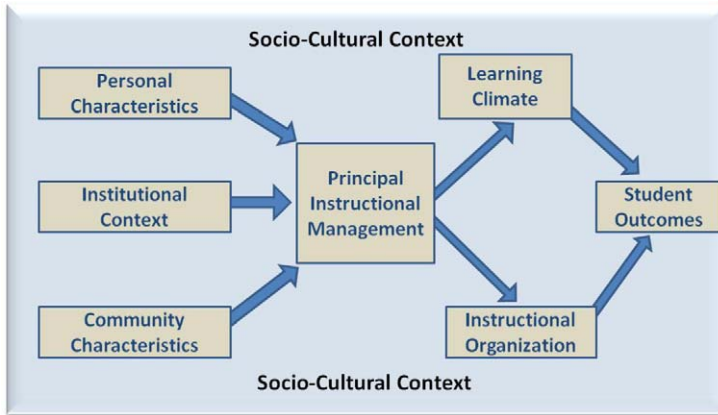 Socio-Cultural Context
Personal
Characteristics
Institutional
Context
Community
Characteristics
Principal
Instructional
Management
Learning
Climate
Instructional
Organization
Student
Outcomes
Socio-Cultural Context